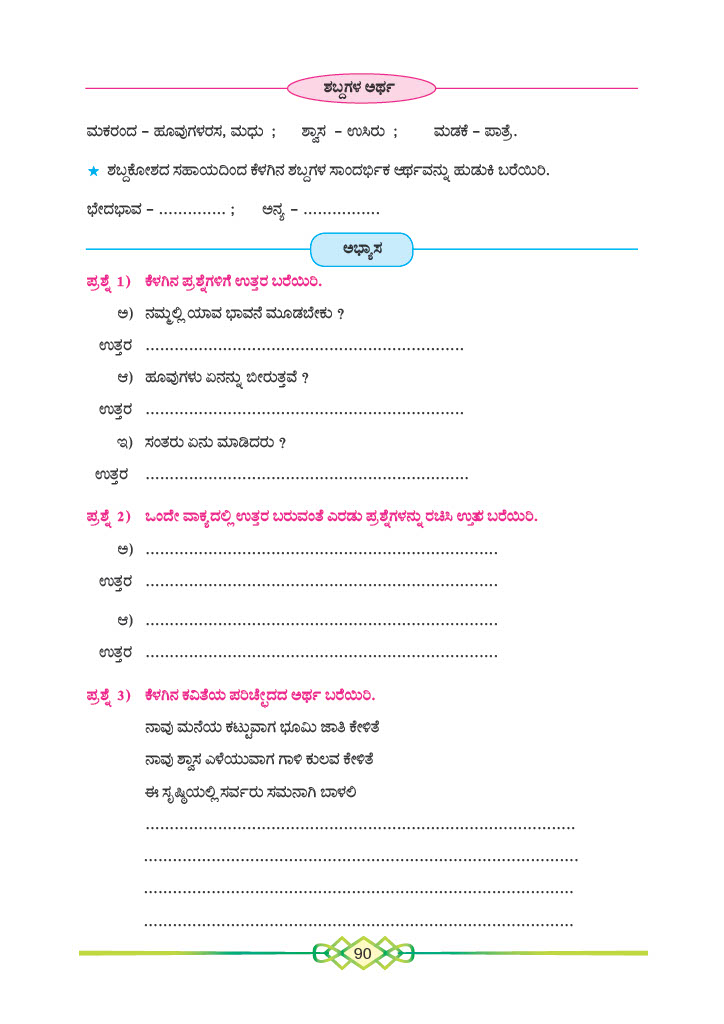 ಶಬ್ದಗಳ ಅರ್ಥ
ಮಕರಂದ – ಹೂವುಗಳರಸ, ಮಧು ; ಶ್ವಾಸ – ಉಸಿರು ; ಮಡಕೆ – ಪಾತ್ರೆ.
★ ಶಬ್ದಕೋಶದ ಸಹಾಯದಿಂದ ಕೆಳಗಿನ ಶಬ್ದಗಳ ಸಾಂದರ್ಭಿಕ ಅರ್ಥವನ್ನು ಹುಡುಕಿ ಬರೆಯಿರಿ.
ಭೇದಭಾವ – .............. ; ಅನ್ಯ – ................
ಅಭ್ಯಾಸ
ಪ್ರಶ್ನೆ 1) ಕೆಳಗಿನ ಪ್ರಶ್ನೆಗಳಿಗೆ ಉತ್ತರ ಬರೆಯಿರಿ.
ಅ) ನಮ್ಮಲ್ಲಿ ಯಾವ ಭಾವನೆ ಮೂಡಬೇಕು ?
ಉತ್ತರ ..................................................................
ಆ) ಹೂವುಗಳು ಏನನ್ನು ಬೀರುತ್ತವೆ ?
ಉತ್ತರ ..................................................................
ಇ) ಸಂತರು ಏನು ಮಾಡಿದರು ?
ಉತ್ತರ ...................................................................
ಪ್ರಶ್ನೆ 2) ಒಂದೇ ವಾಕ್ಯದಲ್ಲಿ ಉತ್ತರ ಬರುವಂತೆ ಎರಡು ಪ್ರಶ್ನೆಗಳನ್ನು ರಚಿಸಿ ಉತ್ತರ ಬರೆಯಿರಿ.
ಅ) .........................................................................
ಉತ್ತರ .........................................................................
ಆ) .........................................................................
ಉತ್ತರ .........................................................................
ಪ್ರಶ್ನೆ 3) ಕೆಳಗಿನ ಕವಿತೆಯ ಪರಿಚ್ಛೇದದ ಅರ್ಥ ಬರೆಯಿರಿ.
ನಾವು ಮನೆಯ ಕಟ್ಟುವಾಗ ಭೂಮಿ ಜಾತಿ ಕೇಳಿತೆ
ನಾವು ಶ್ವಾಸ ಎಳೆಯುವಾಗ ಗಾಳಿ ಕುಲವ ಕೇಳಿತೆ
ಈ ಸೃಷ್ಠಿಯಲ್ಲಿ ಸರ್ವರು ಸಮನಾಗಿ ಬಾಳಲಿ
.........................................................................................
..........................................................................................
.........................................................................................
.........................................................................................
90